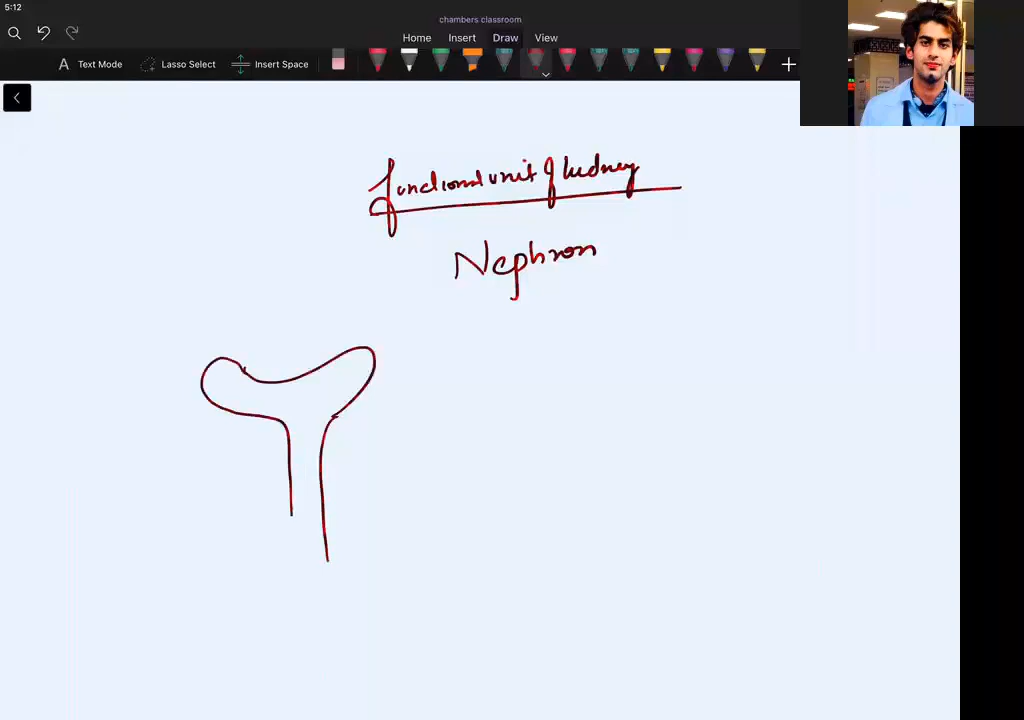 5:12
chambers classroom
Home Insert Draw View
Text Mode Lasso Select Insert Space
functional unit of kidney
Nephron